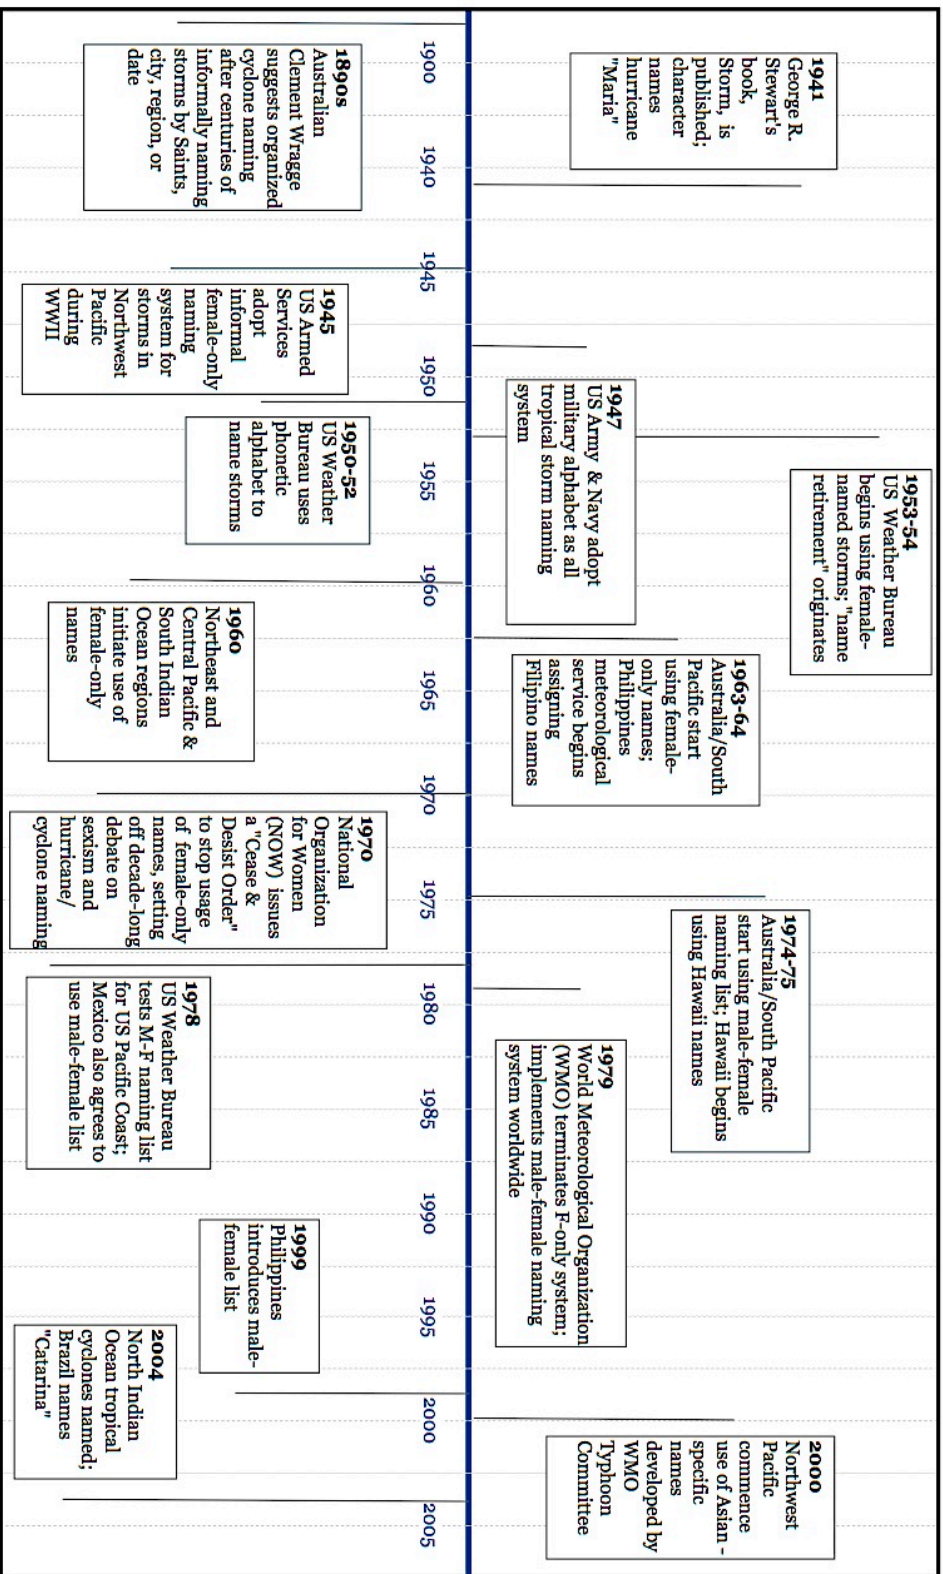 1941
George R.
Stewart's
book,
Storm, is
published;
character
names
hurricane
"Maria"
1947
US Army & Navy adopt
military alphabet as all
tropical storm naming
system
1953-54
US Weather Bureau
begins using female-
named storms; "name
retirement" originates
1963-64
Australia/South
Pacific start
using female-
only names;
Philippines
meteorological
service begins
assigning
Filipino names
1974-75
Australia/South Pacific
start using male-female
naming list; Hawaii begins
using Hawaii names
1979
World Meteorological Organization
(WMO) terminates F-only system;
implements male-female naming
system worldwide
2000
Northwest
Pacific
commence
use of Asian -
specific
names
developed by
WMO
Typhoon
Committee
1900
1940
1945
1950
1955
1960
1965
1970
1975
1980
1985
1990
1995
2000
2005
1890s
Australian
Clement Wragge
suggests organized
cyclone naming
after centuries of
informally naming
storms by Saints,
city, region, or
date
1945
US Armed
Services
adopt
informal
female-only
naming
system for
storms in
Northwest
Pacific
during
WWII
1950-52
US Weather
Bureau uses
phonetic
alphabet to
name storms
1960
Northeast and
Central Pacific &
South Indian
Ocean regions
initiate use of
female-only
names
1970
National
Organization
for Women
(NOW) issues
a "Cease &
Desist Order"
to stop usage
of female-only
names, setting
off decade-long
debate on
sexism and
hurricane/
cyclone naming
1978
US Weather Bureau
tests M-F naming list
for US Pacific Coast;
Mexico also agrees to
use male-female list
1999
Philippines
introduces male-
female list
2004
North Indian
Ocean tropical
cyclones named;
Brazil names
"Catarina"